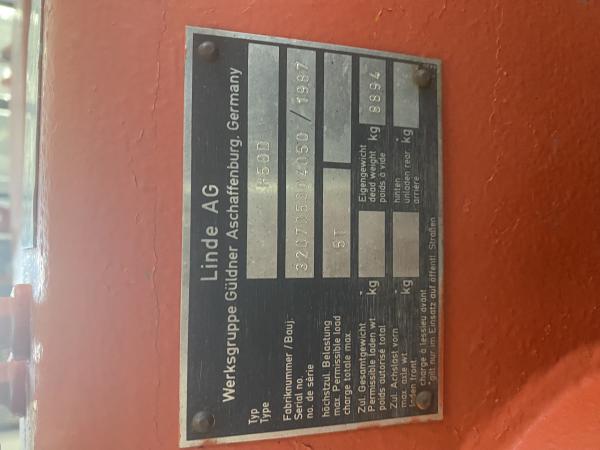 Linde AG
Werksgruppe Güldner Aschaffenburg, Germany
Typ
Type
H50D
Fabriknummer / Bauj.
Serial no.
no. de série
/ 1987
höchstzul. Belastung
max. Permissible load
charge totale max.
5T
Zul. Gesamtgewicht
Permissible laden wt.
poids autorisé total
kg
Eigengewicht
dead weight
poids à vide
kg 8894
Zul. Achslast vorn
max axle wt.
laden front.
charge à l'essieu avant
kg
hinten
unladen rear
arrière
kg
*gilt nur im Einsatz auf öffentl. Straßen